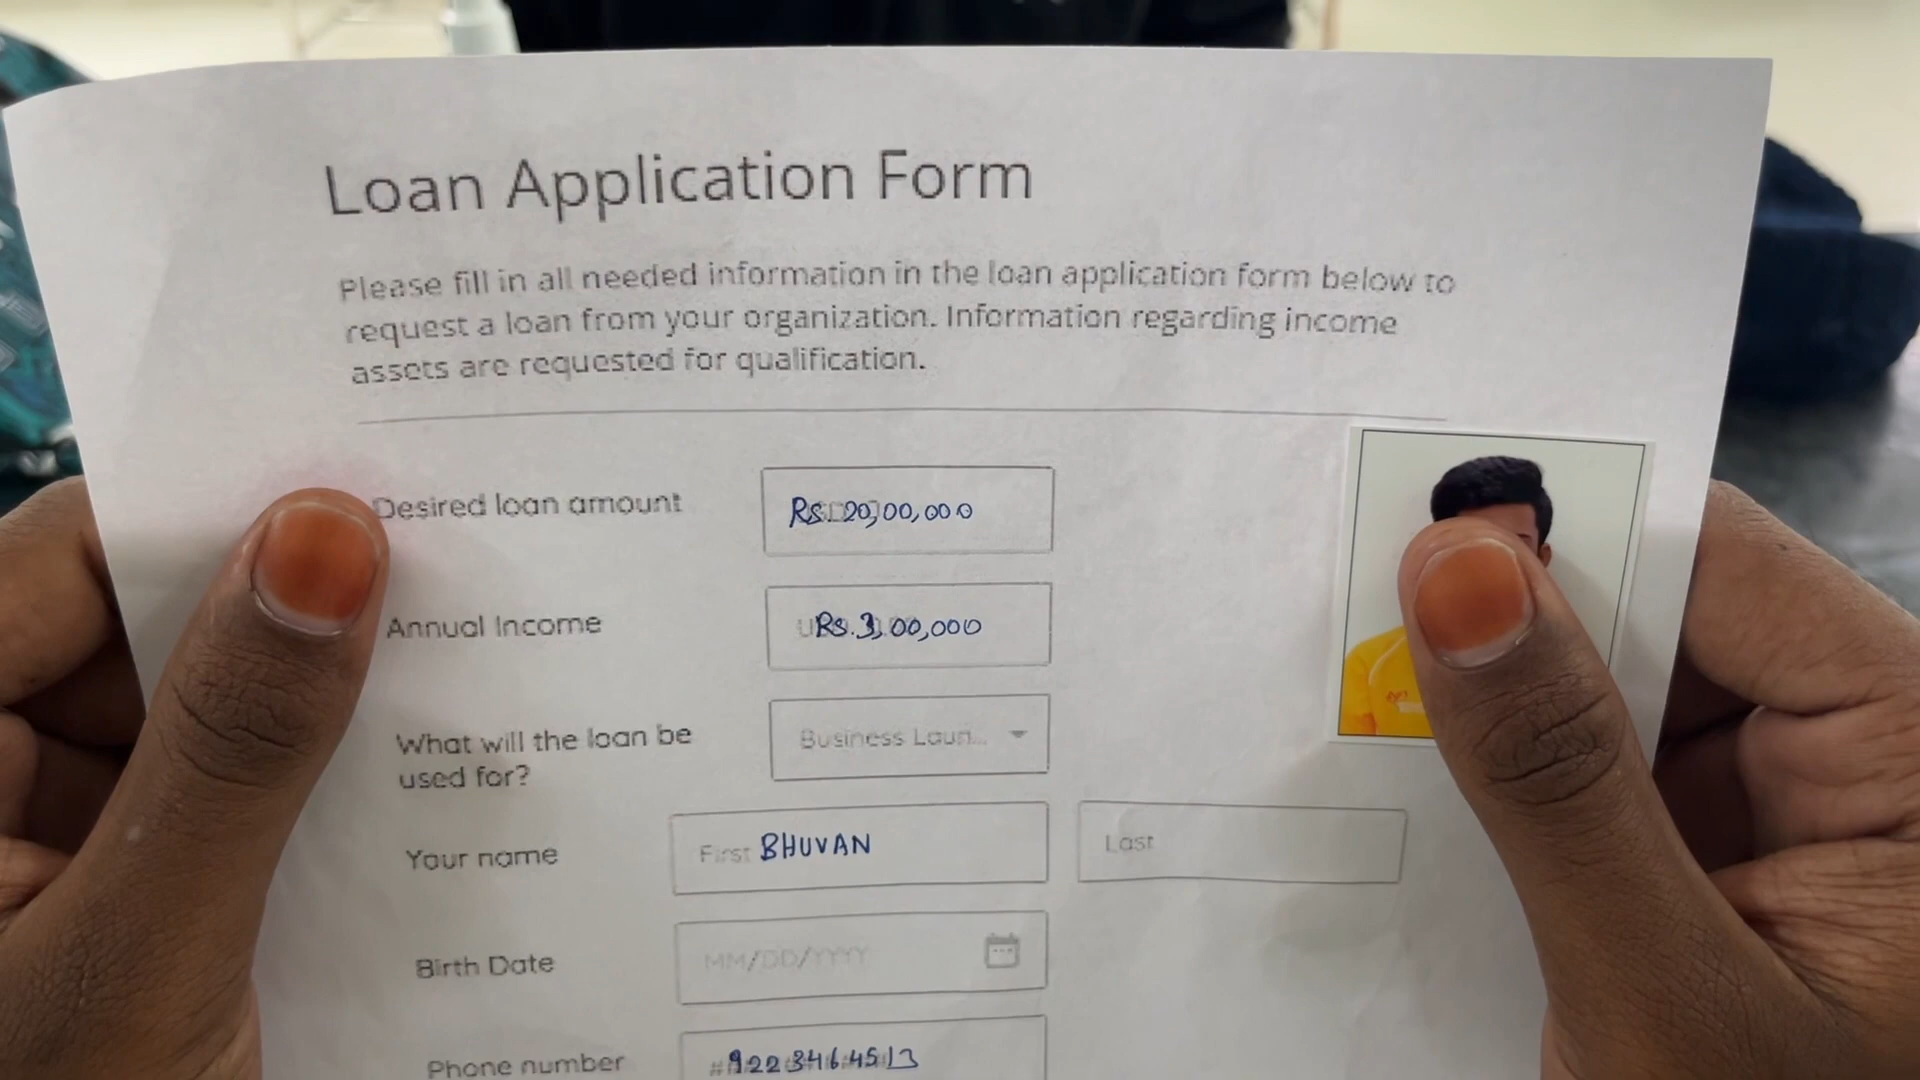 Loan Application Form
Please fill in all needed information in the loan application form below to
request a loan from your organization. Information regarding income
assets are requested for qualification.
Desired loan amount Rs. 20,00,000
Annual Income Rs. 3,00,000
What will the loan be Business Laun...
used for?
Your name First BHUVAN Last
Birth Date MM/DD/YYYY
Phone number 9223464513